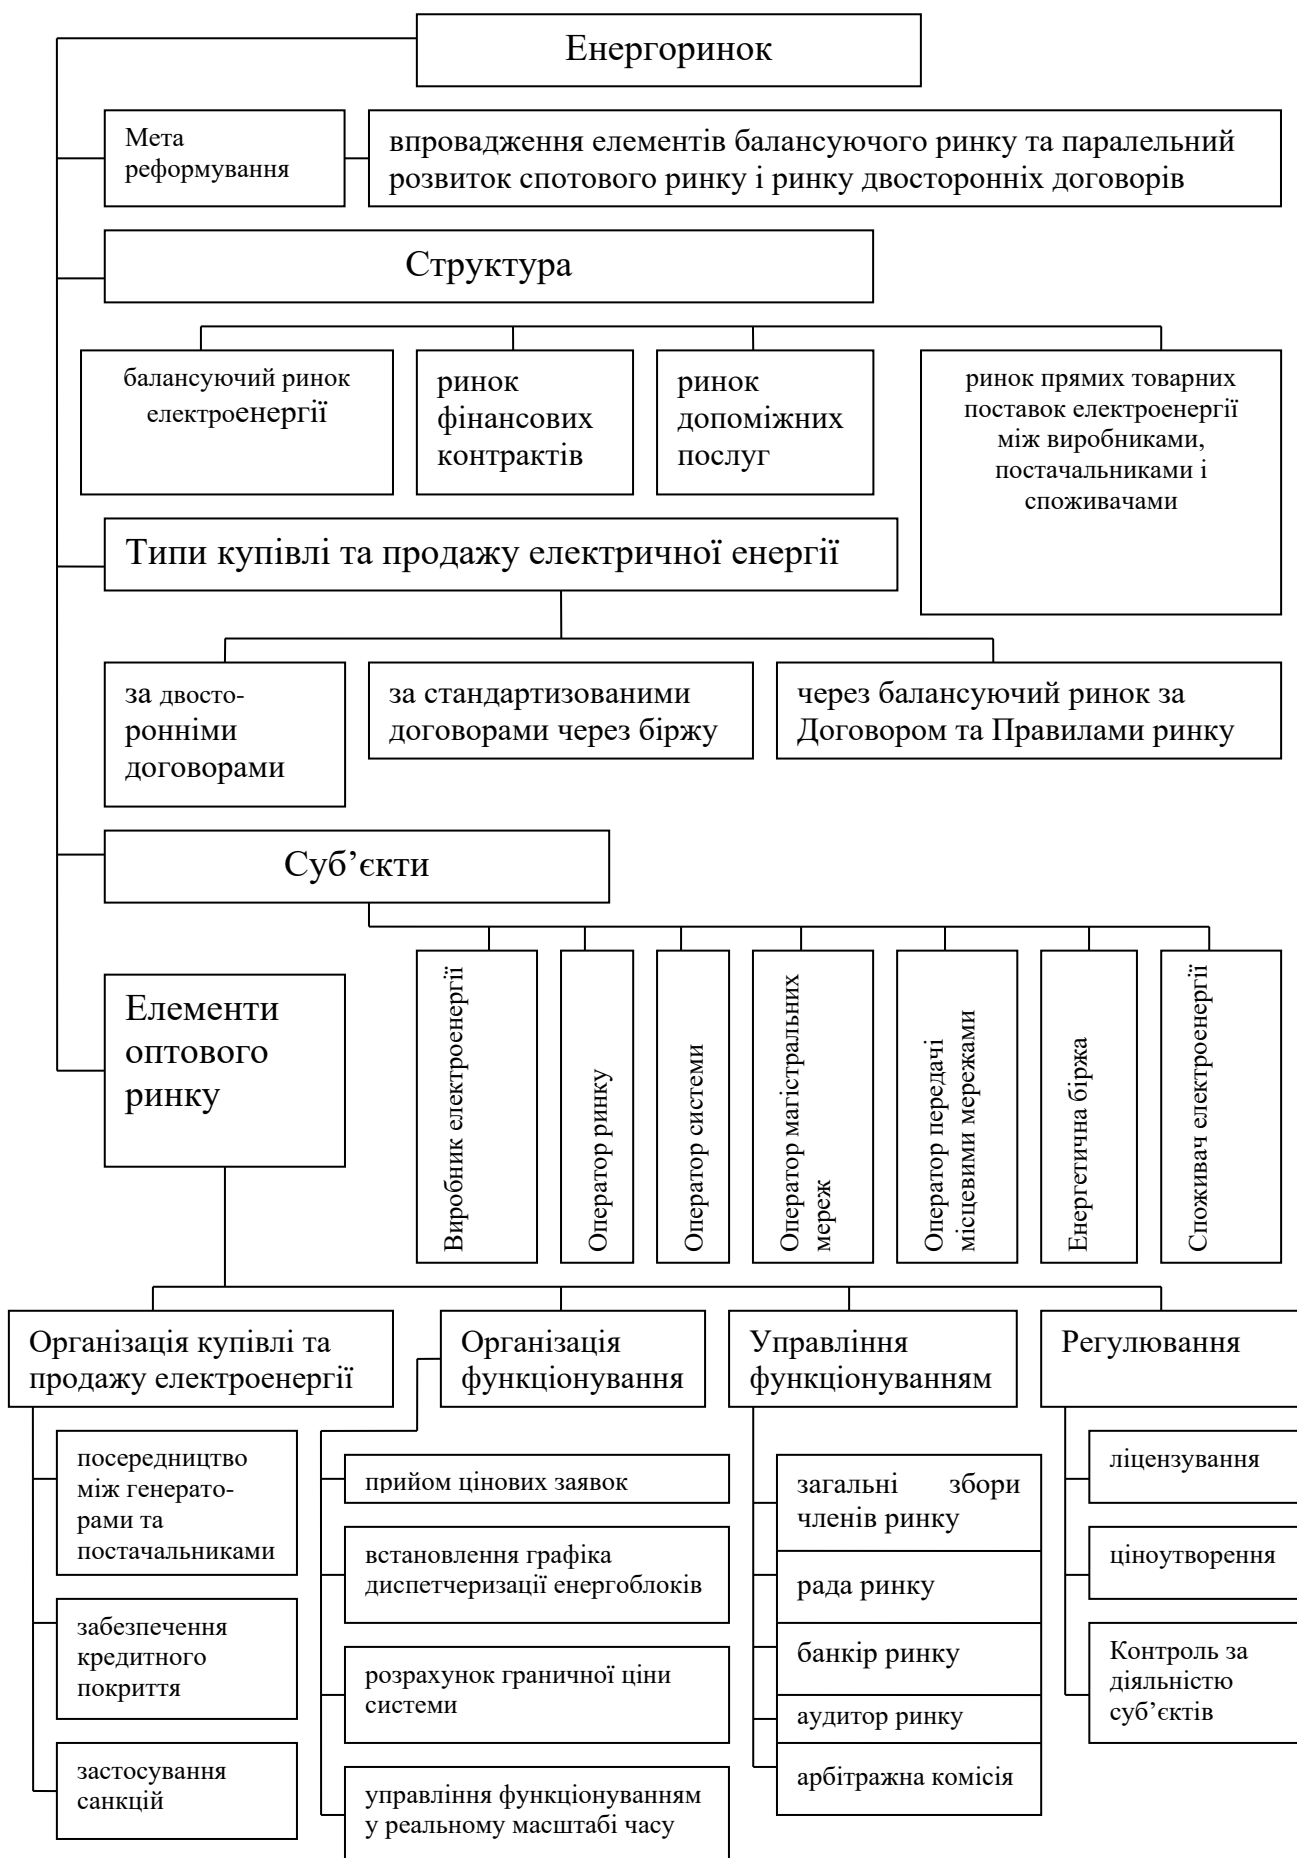 Енергоринок
Мета
реформування
впровадження елементів балансуючого ринку та паралельний
розвиток спотового ринку і ринку двосторонніх договорів
Структура
балансуючий ринок
електроенергії
ринок
фінансових
контрактів
ринок
допоміжних
послуг
ринок прямих товарних
поставок електроенергії
між виробниками,
постачальниками і
споживачами
Типи купівлі та продажу електричної енергії
за двосто-
ронніми
договорами
за стандартизованими
договорами через біржу
через балансуючий ринок за
Договором та Правилами ринку
Суб’єкти
Елементи
оптового
ринку
Виробник електроенергії
Оператор ринку
Оператор системи
Оператор магістральних
мереж
Оператор передачі
місцевими мережами
Енергетична біржа
Споживач електроенергії
Організація купівлі та
продажу електроенергії
Організація
функціонування
Управління
функціонуванням
Регулювання
посередництво
між генерато-
рами та
постачальниками
забезпечення
кредитного
покриття
застосування
санкцій
прийом цінових заявок
встановлення графіка
диспетчеризації енергоблоків
розрахунок граничної ціни
системи
управління функціонуванням
у реальному масштабі часу
загальні збори
членів ринку
рада ринку
банкір ринку
аудитор ринку
арбітражна комісія
ліцензування
ціноутворення
Контроль за
діяльністю
суб’єктів